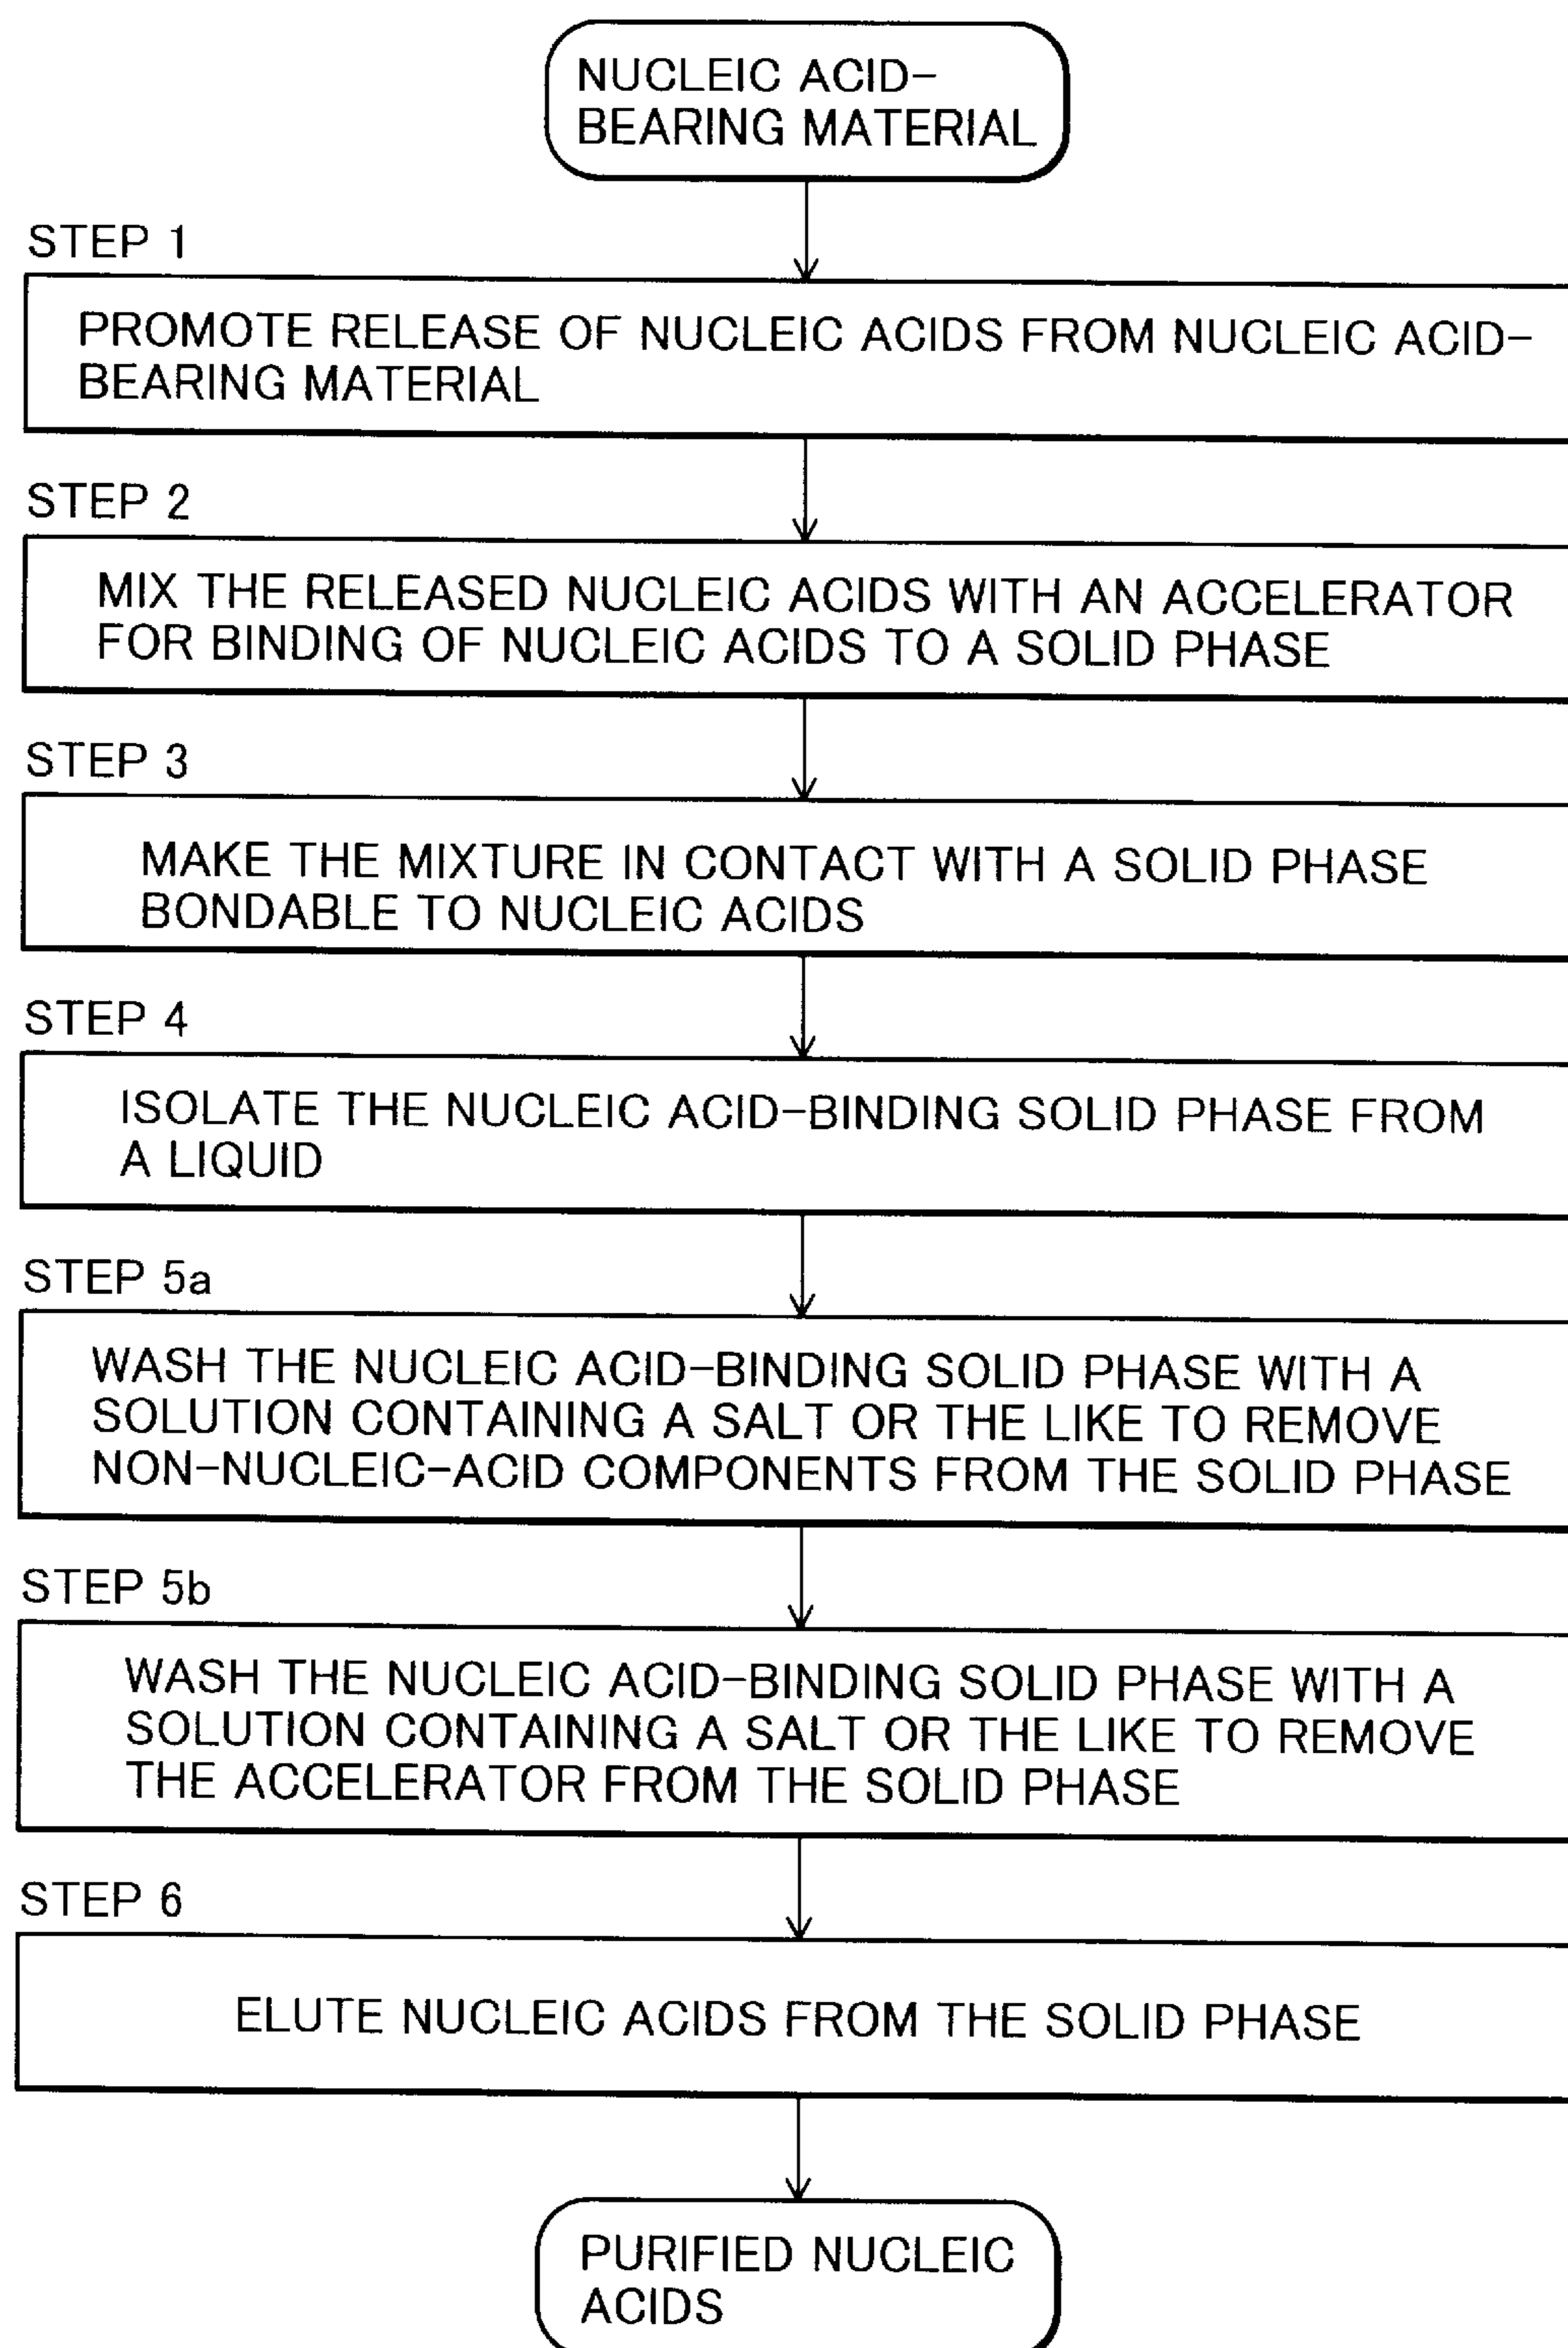 NUCLEIC ACID-
BEARING MATERIAL
STEP 1
PROMOTE RELEASE OF NUCLEIC ACIDS FROM NUCLEIC ACID-
BEARING MATERIAL
STEP 2
MIX THE RELEASED NUCLEIC ACIDS WITH AN ACCELERATOR
FOR BINDING OF NUCLEIC ACIDS TO A SOLID PHASE
STEP 3
MAKE THE MIXTURE IN CONTACT WITH A SOLID PHASE
BONDABLE TO NUCLEIC ACIDS
STEP 4
ISOLATE THE NUCLEIC ACID-BINDING SOLID PHASE FROM
A LIQUID
STEP 5a
WASH THE NUCLEIC ACID-BINDING SOLID PHASE WITH A
SOLUTION CONTAINING A SALT OR THE LIKE TO REMOVE
NON-NUCLEIC-ACID COMPONENTS FROM THE SOLID PHASE
STEP 5b
WASH THE NUCLEIC ACID-BINDING SOLID PHASE WITH A
SOLUTION CONTAINING A SALT OR THE LIKE TO REMOVE
THE ACCELERATOR FROM THE SOLID PHASE
STEP 6
ELUTE NUCLEIC ACIDS FROM THE SOLID PHASE
PURIFIED NUCLEIC
ACIDS